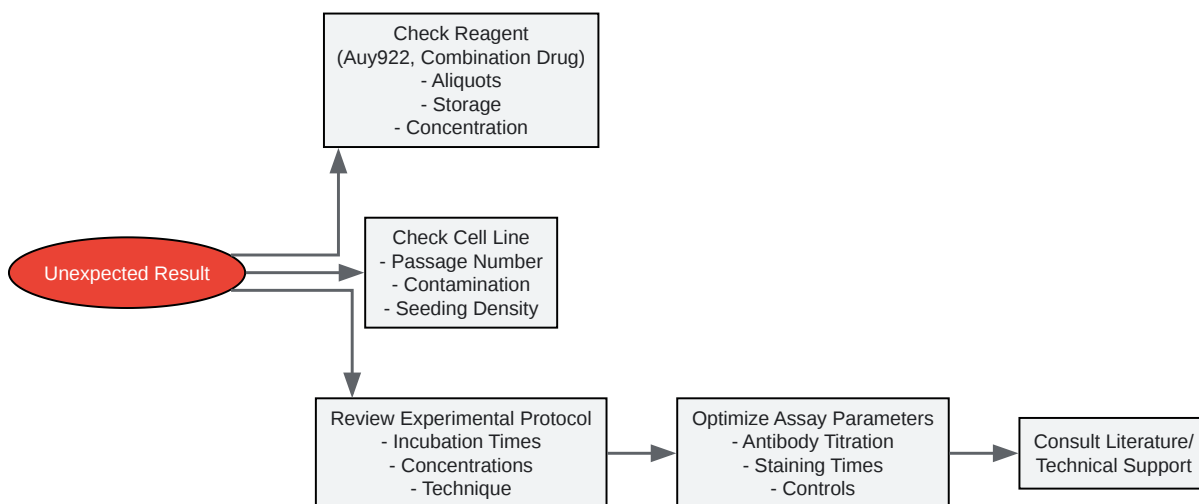 Check Reagent
(Auy922, Combination Drug)
- Aliquots
- Storage
- Concentration
Unexpected Result
Check Cell Line
- Passage Number
- Contamination
- Seeding Density
Review Experimental Protocol
- Incubation Times
- Concentrations
- Technique
Optimize Assay Parameters
- Antibody Titration
- Staining Times
- Controls
Consult Literature/
Technical Support